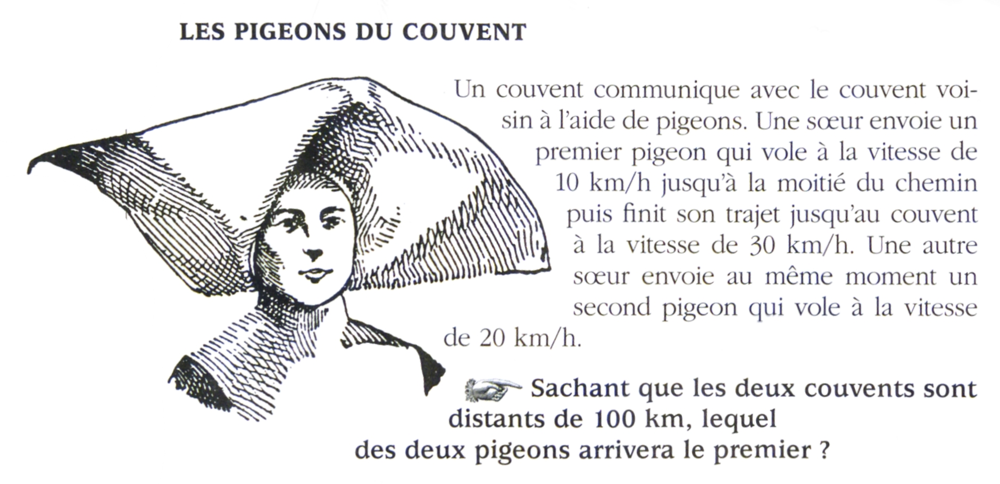 LES PIGEONS DU COUVENT
Un couvent communique avec le couvent voi-
sin à l'aide de pigeons. Une sœur envoie un
premier pigeon qui vole à la vitesse de
10 km/h jusqu'à la moitié du chemin
puis finit son trajet jusqu'au couvent
à la vitesse de 30 km/h. Une autre
sœur envoie au même moment un
second pigeon qui vole à la vitesse
de 20 km/h.
Sachant que les deux couvents sont
distants de 100 km, lequel
des deux pigeons arrivera le premier ?